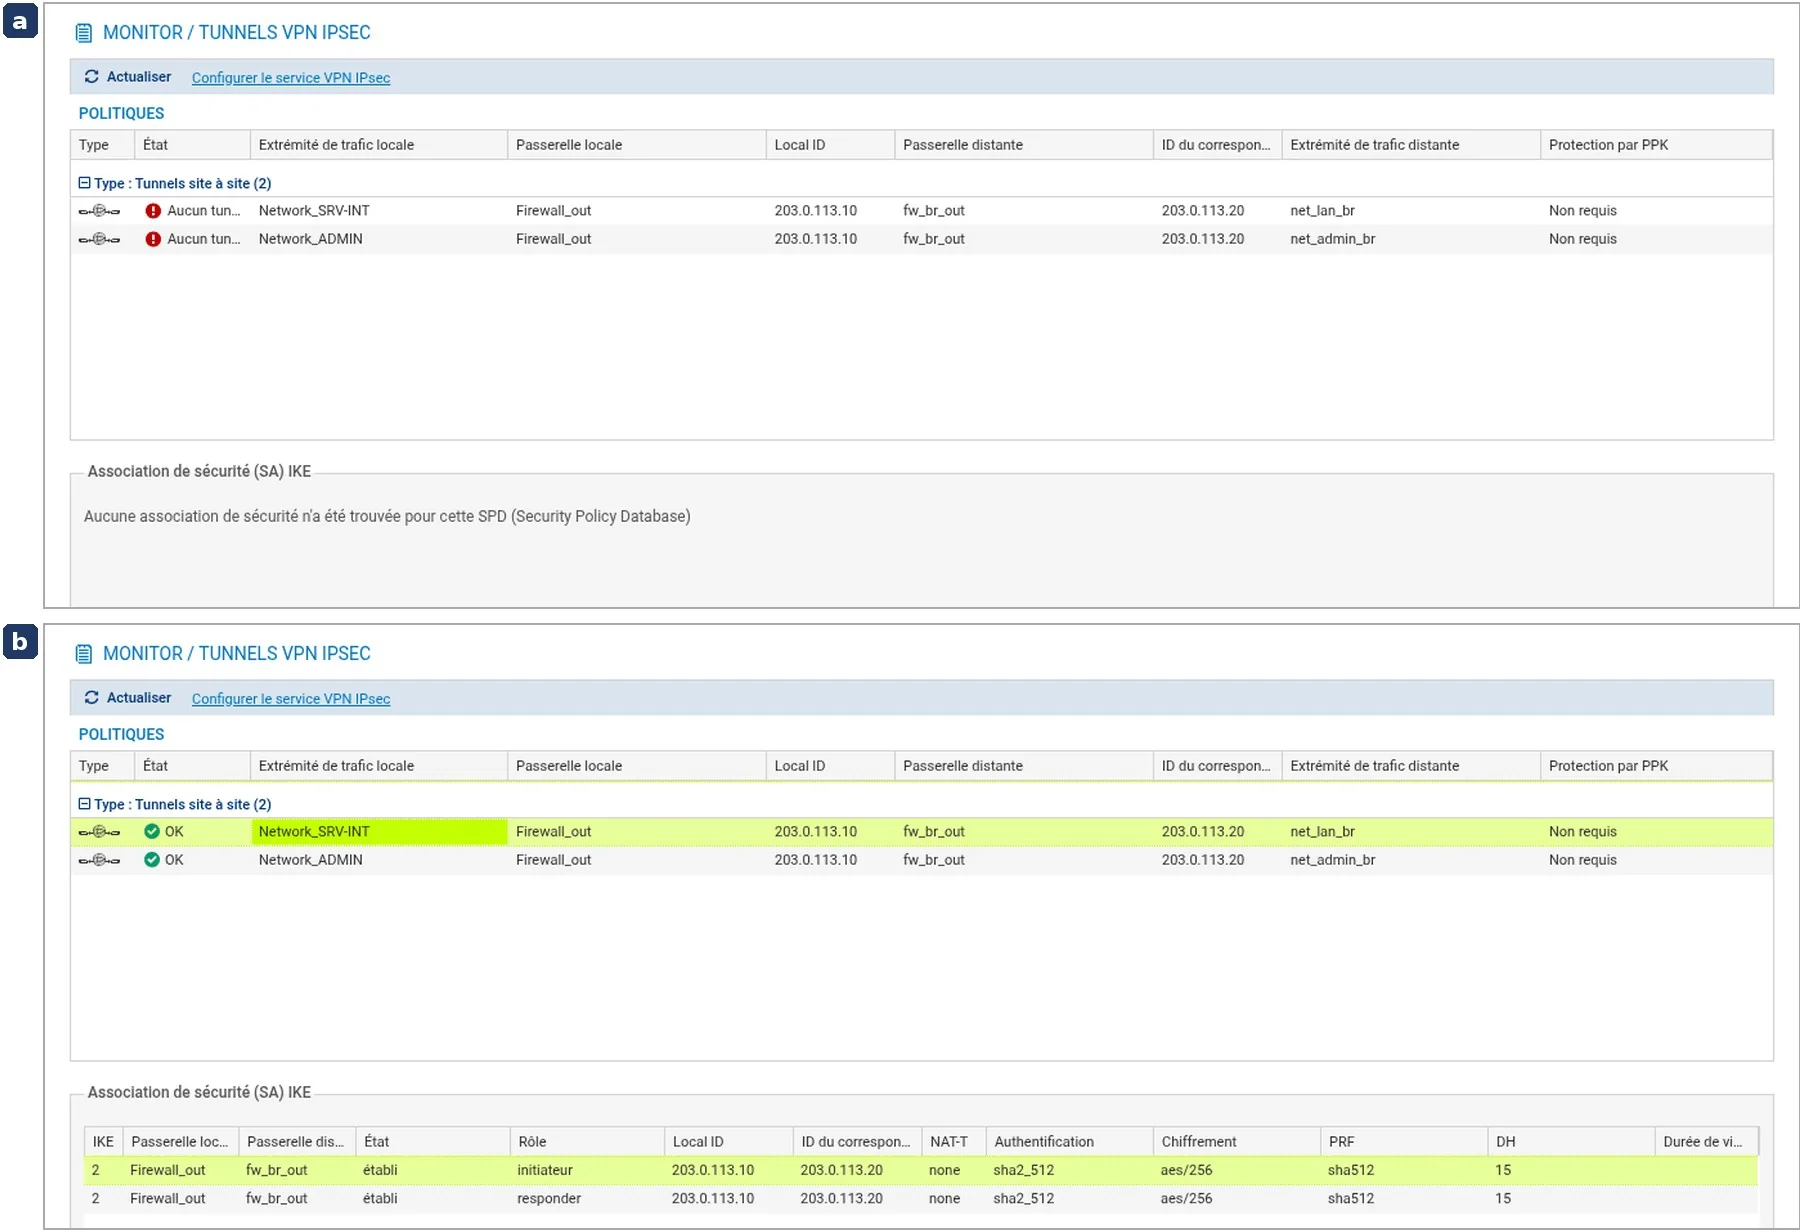 a
MONITOR / TUNNELS VPN IPSEC
Actualiser Configurer le service VPN IPsec
POLITIQUES
Type État Extrémité de trafic locale Passerelle locale Local ID Passerelle distante ID du correspon... Extrémité de trafic distante Protection par PPK
Type : Tunnels site à site (2)
Aucun tun... Network_SRV-INT Firewall_out 203.0.113.10 fw_br_out 203.0.113.20 net_lan_br Non requis
Aucun tun... Network_ADMIN Firewall_out 203.0.113.10 fw_br_out 203.0.113.20 net_admin_br Non requis
Association de sécurité (SA) IKE
Aucune association de sécurité n'a été trouvée pour cette SPD (Security Policy Database)
b
MONITOR / TUNNELS VPN IPSEC
Actualiser Configurer le service VPN IPsec
POLITIQUES
Type État Extrémité de trafic locale Passerelle locale Local ID Passerelle distante ID du correspon... Extrémité de trafic distante Protection par PPK
Type : Tunnels site à site (2)
OK Network_SRV-INT Firewall_out 203.0.113.10 fw_br_out 203.0.113.20 net_lan_br Non requis
OK Network_ADMIN Firewall_out 203.0.113.10 fw_br_out 203.0.113.20 net_admin_br Non requis
Association de sécurité (SA) IKE
IKE Passerelle loc... Passerelle dis... État Rôle Local ID ID du correspon... NAT-T Authentification Chiffrement PRF DH Durée de vi...
2 Firewall_out fw_br_out établi initiateur 203.0.113.10 203.0.113.20 none sha2_512 aes/256 sha512 15
2 Firewall_out fw_br_out établi responder 203.0.113.10 203.0.113.20 none sha2_512 aes/256 sha512 15